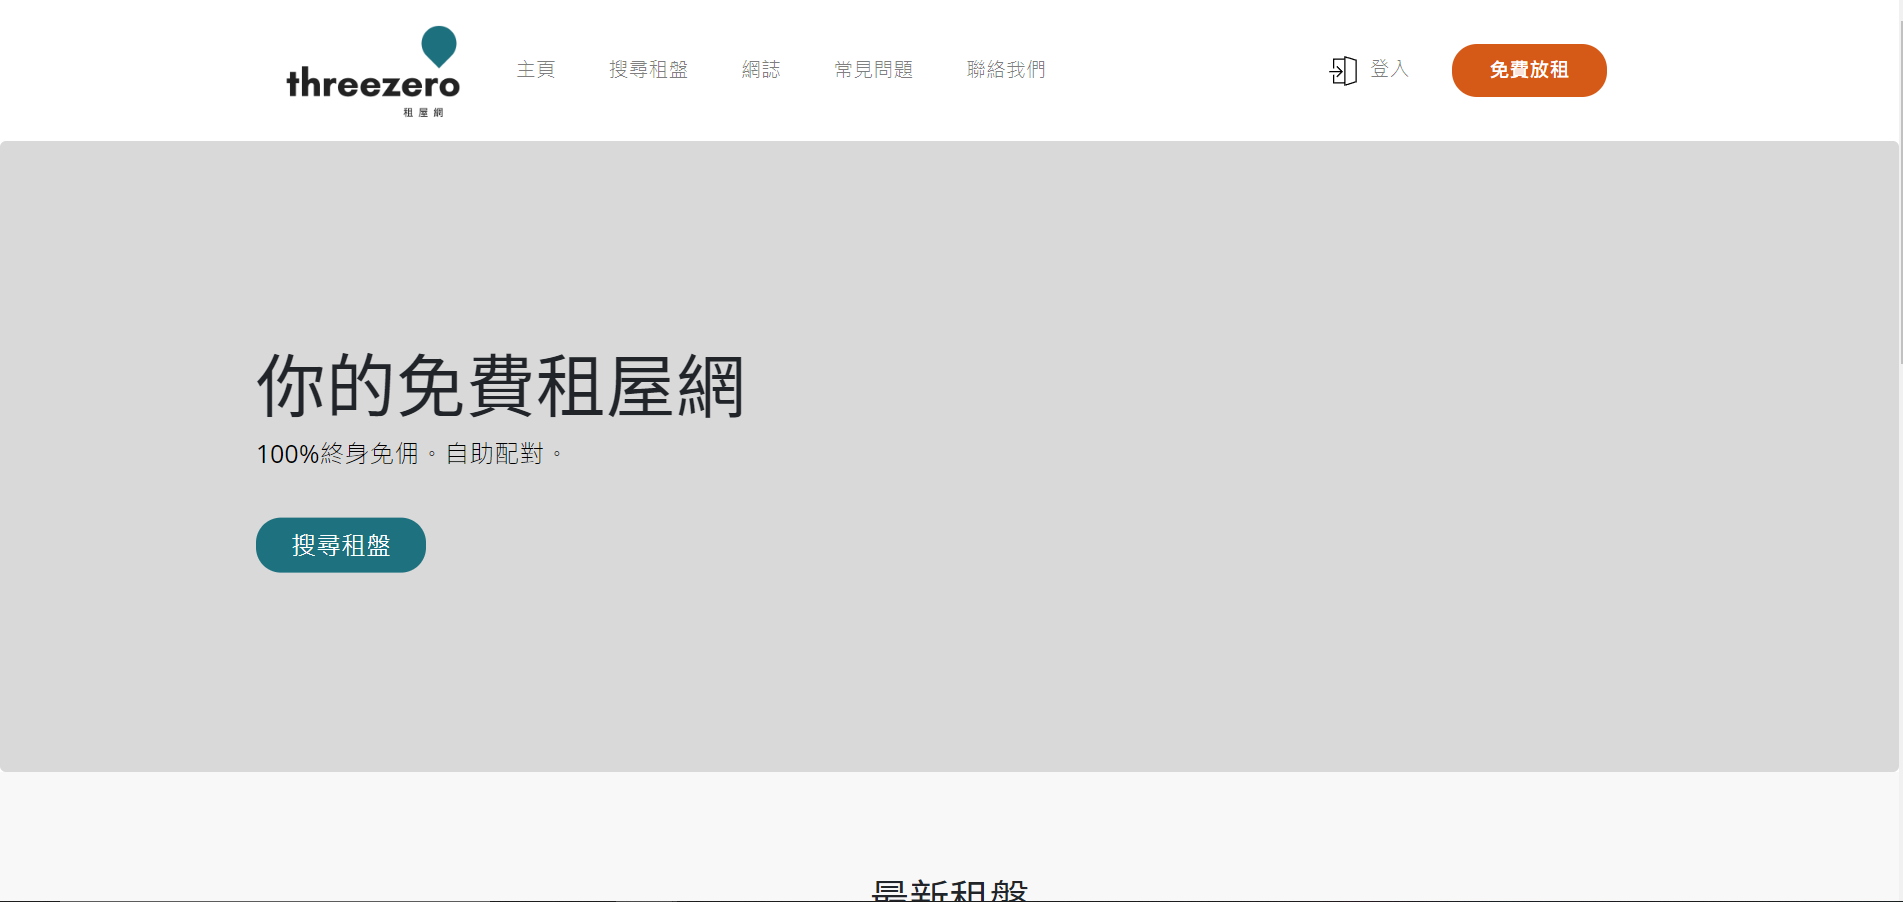 threezero
租屋網
主頁
搜尋租盤
網誌
常見問題
聯絡我們
登入
免費放租
你的免費租屋網
100%終身免佣。自助配對。
搜尋租盤
最新租盤